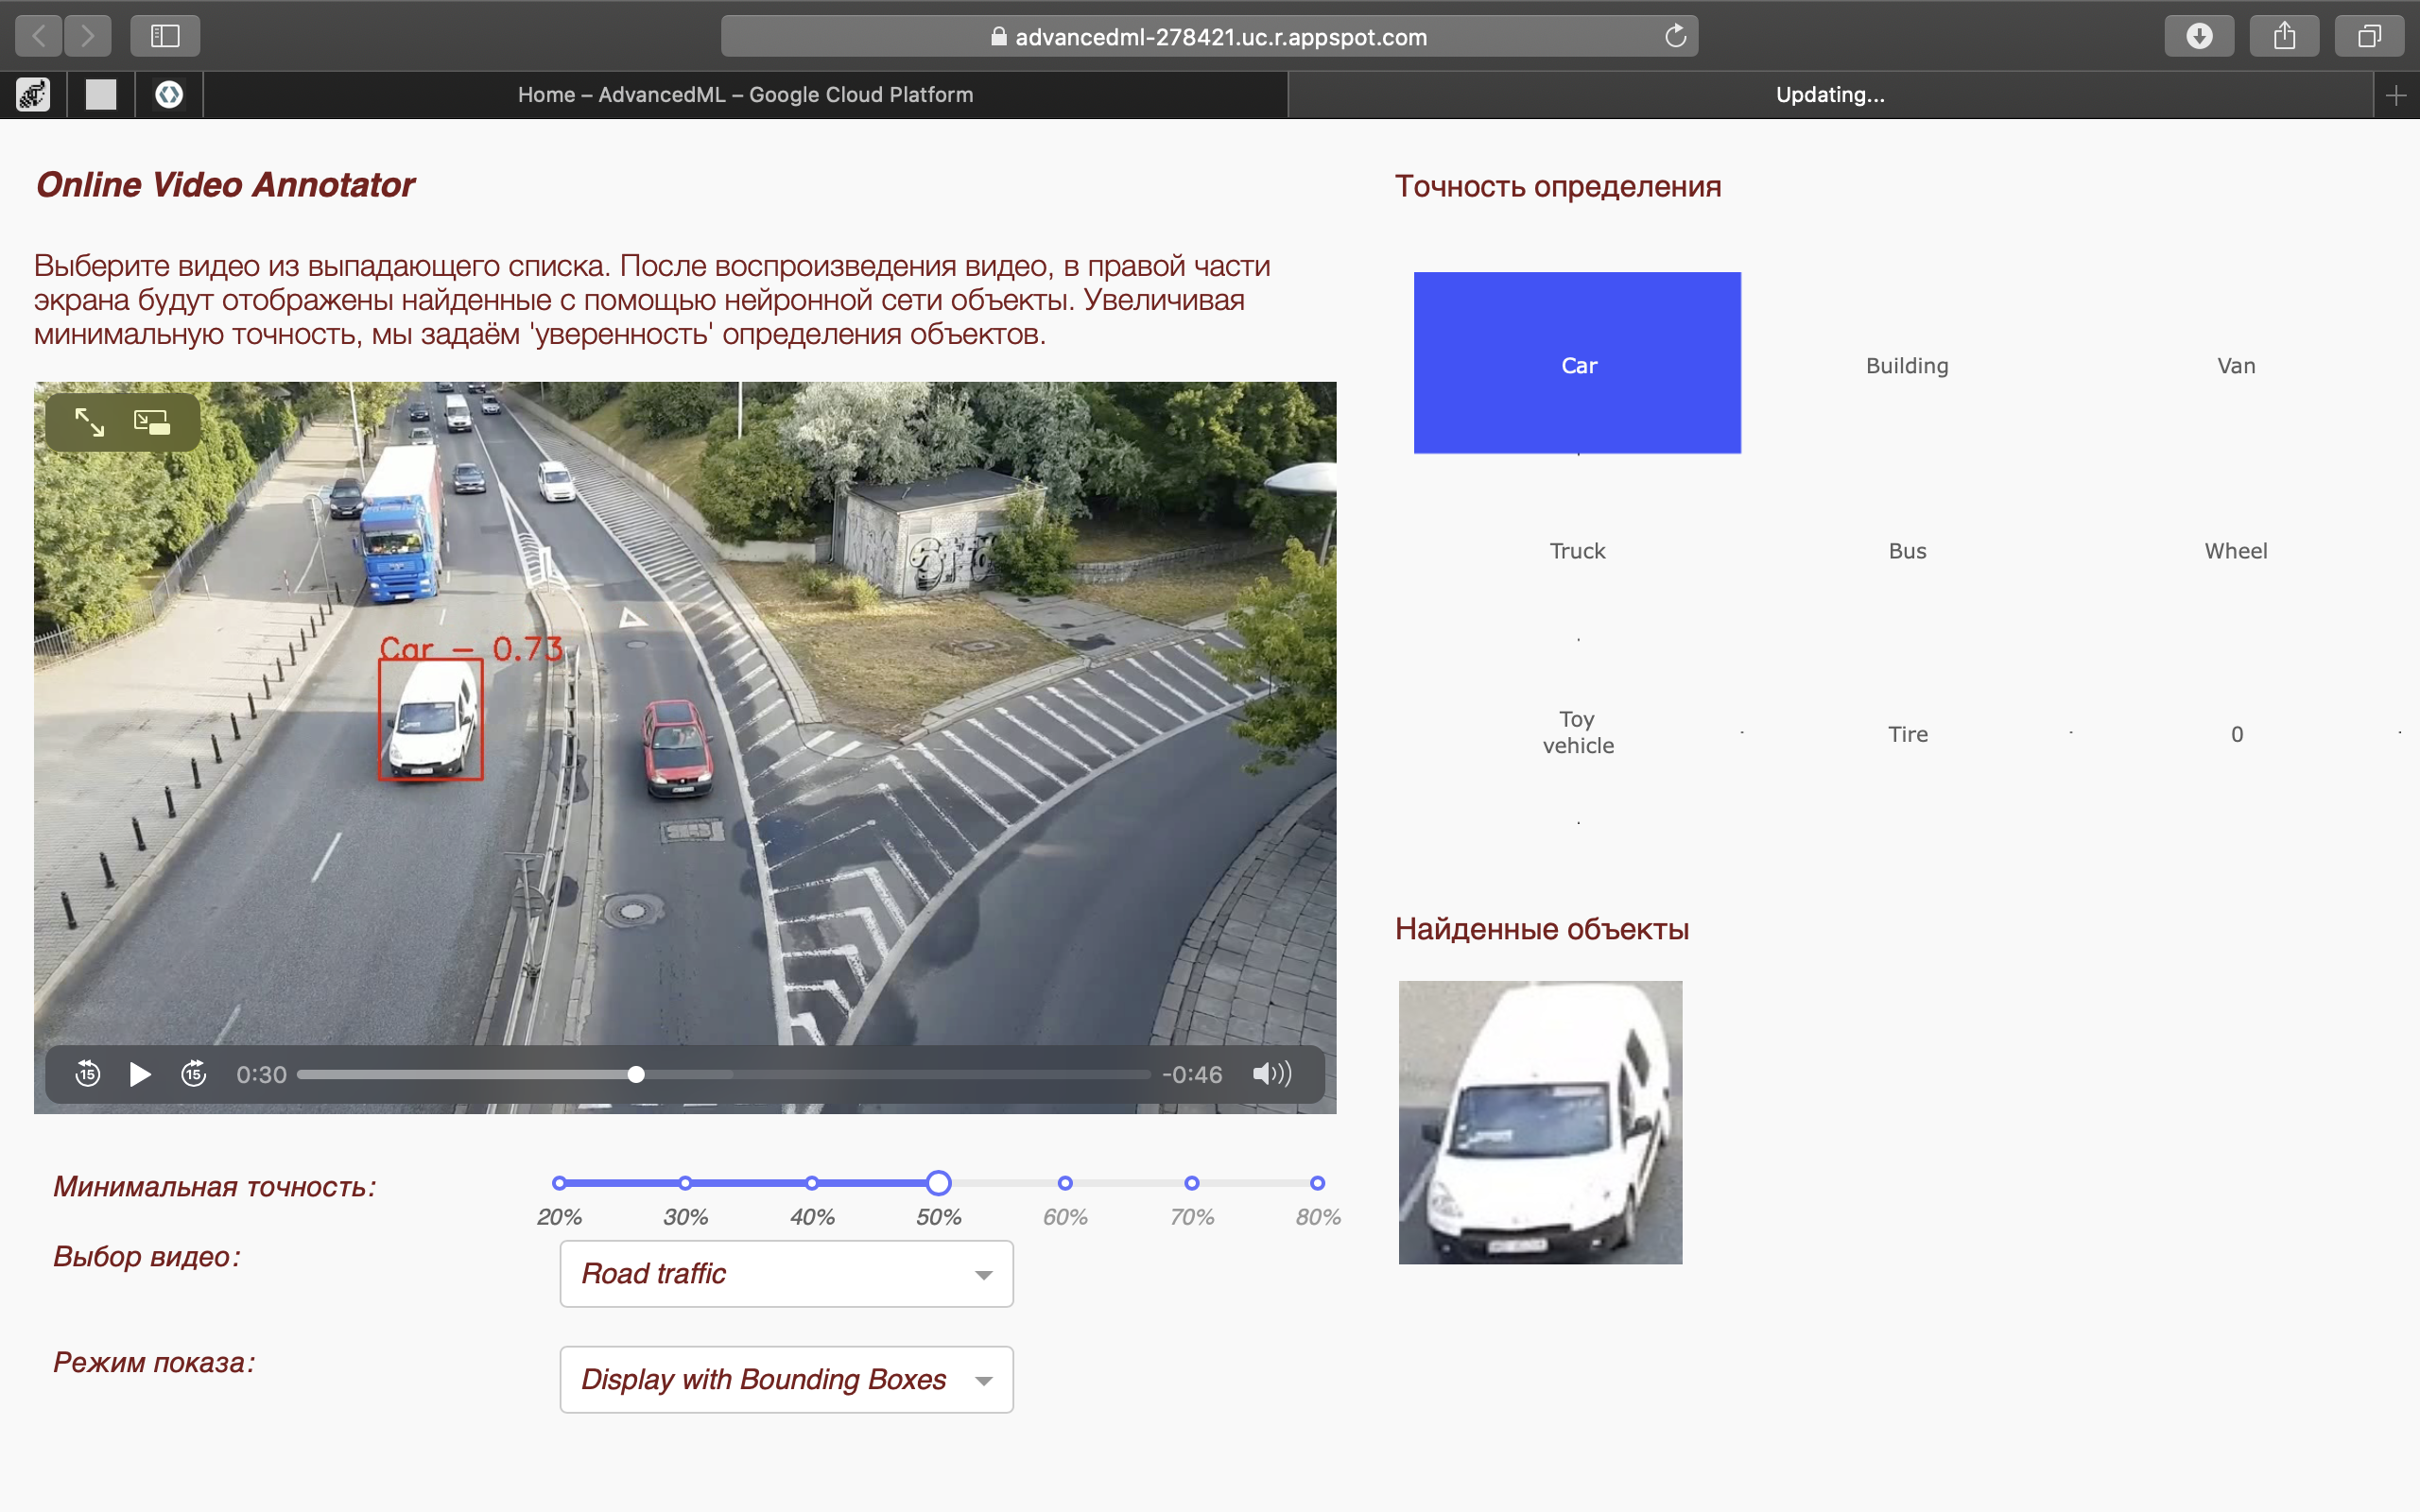 advancedml-278421.uc.r.appspot.com
Home – AdvancedML – Google Cloud Platform
Updating...
Online Video Annotator
Выберите видео из выпадающего списка. После воспроизведения видео, в правой части
экрана будут отображены найденные с помощью нейронной сети объекты. Увеличивая
минимальную точность, мы задаём 'уверенность' определения объектов.
Car – 0.73
15
15
0:30
-0:46
Минимальная точность:
20%
30%
40%
50%
60%
70%
80%
Выбор видео:
Road traffic
Режим показа:
Display with Bounding Boxes
Точность определения
Car
Building
Van
Truck
Bus
Wheel
Toy
vehicle
Tire
0
Найденные объекты